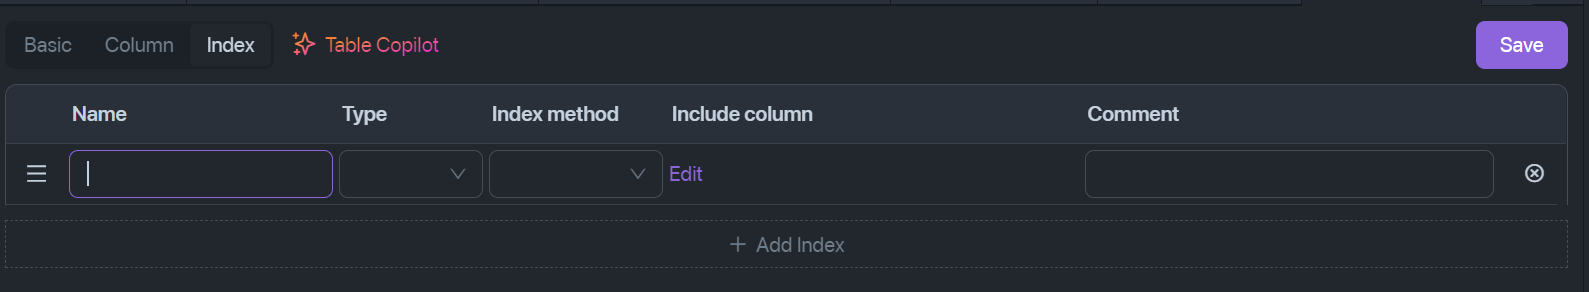 Basic Column Index Table Copilot Save
Name Type Index method Include column Comment
Edit
Add Index